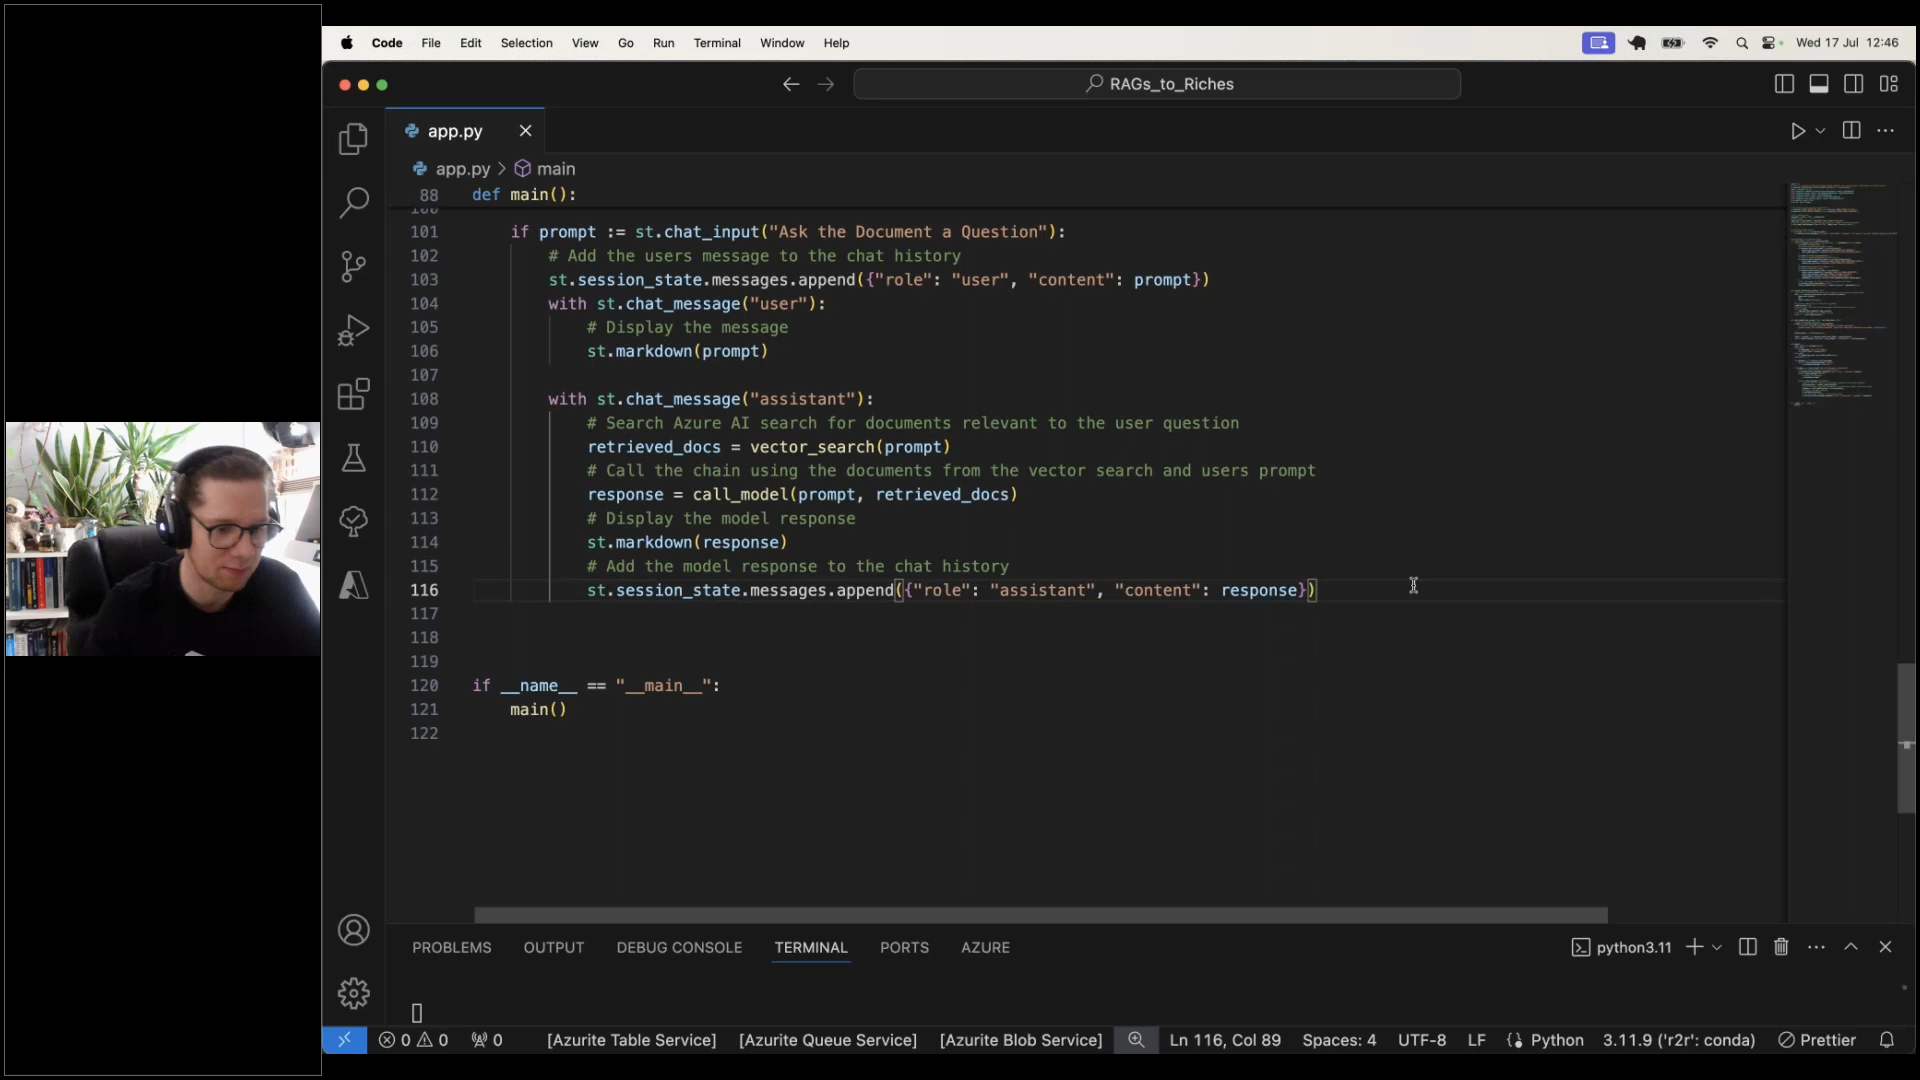 Code File Edit Selection View Go Run Terminal Window Help Wed 17 Jul 12:46
RAGs_to_Riches
app.py
app.py > main
88 def main():
101 if prompt := st.chat_input("Ask the Document a Question"):
102 # Add the users message to the chat history
103 st.session_state.messages.append({"role": "user", "content": prompt})
104 with st.chat_message("user"):
105 # Display the message
106 st.markdown(prompt)
107
108 with st.chat_message("assistant"):
109 # Search Azure AI search for documents relevant to the user question
110 retrieved_docs = vector_search(prompt)
111 # Call the chain using the documents from the vector search and users prompt
112 response = call_model(prompt, retrieved_docs)
113 # Display the model response
114 st.markdown(response)
115 # Add the model response to the chat history
116 st.session_state.messages.append({"role": "assistant", "content": response})
117
118
119
120 if __name__ == "__main__":
121 main()
122
PROBLEMS OUTPUT DEBUG CONSOLE TERMINAL PORTS AZURE python3.11
0 0 0 [Azurite Table Service] [Azurite Queue Service] [Azurite Blob Service] Ln 116, Col 89 Spaces: 4 UTF-8 LF Python 3.11.9 ('r2r': conda) Prettier